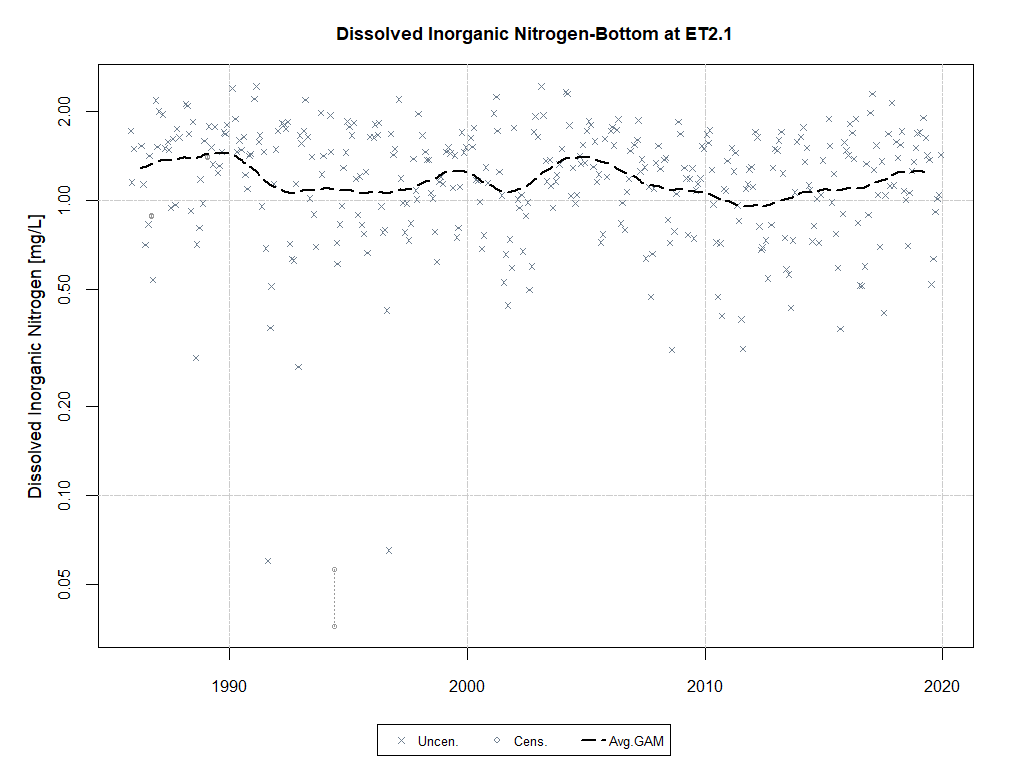 Dissolved Inorganic Nitrogen-Bottom at ET2.1
Dissolved Inorganic Nitrogen [mg/L]
2.00
1.00
0.50
0.20
0.10
0.05
1990 2000 2010 2020
Uncen. Cens. Avg.GAM